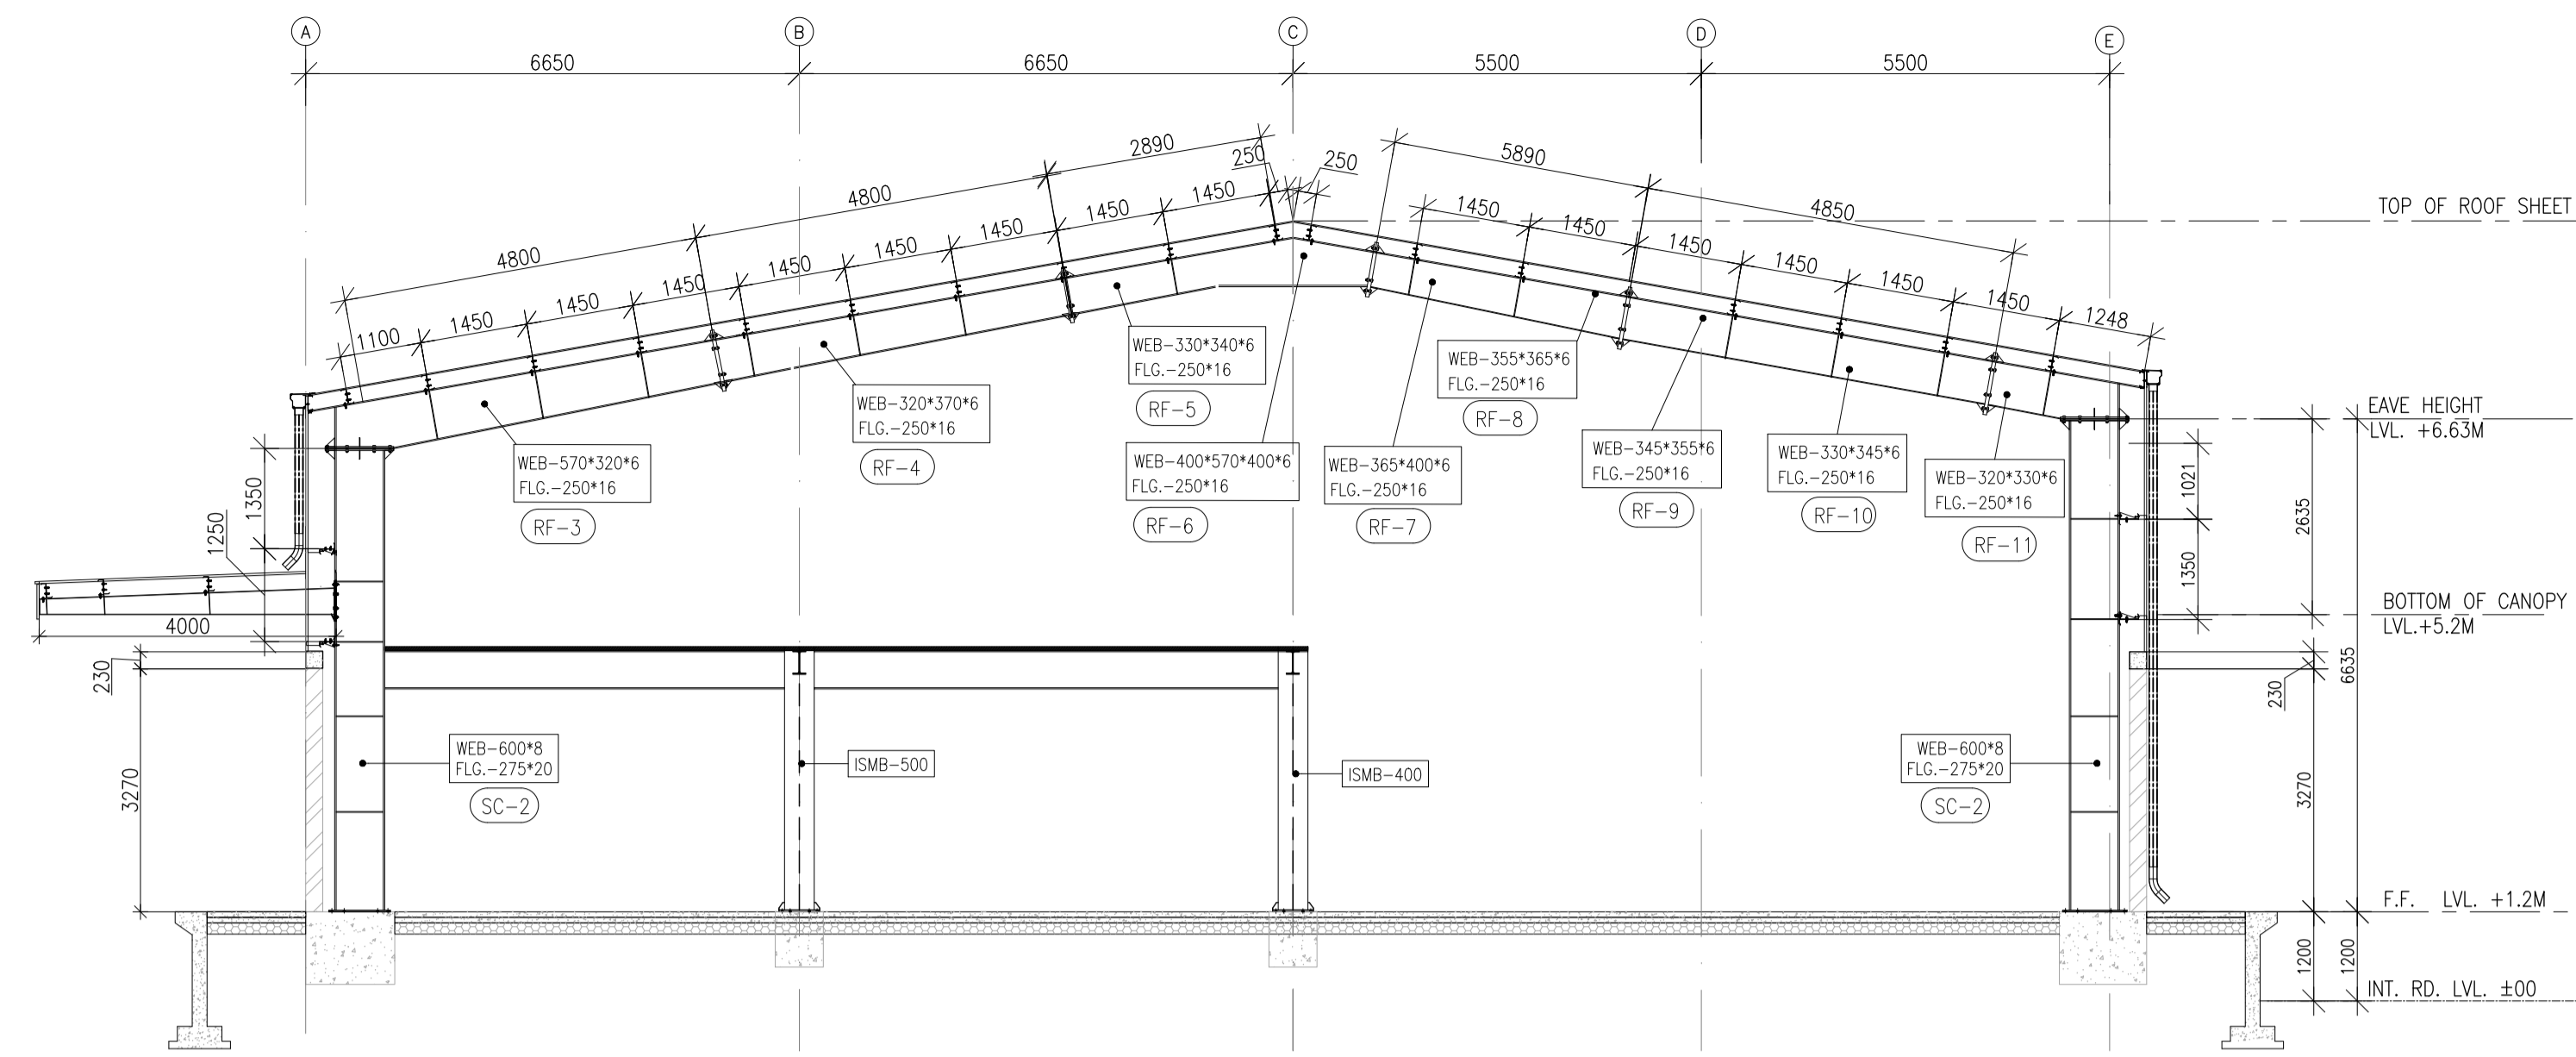 A
B
C
D
E
6650
6650
5500
5500
4800
4800
2890
250
250
5890
4850
1100
1450
1450
1450
1450
1450
1450
1450
1450
1450
1450
1450
1450
1450
1450
1248
TOP OF ROOF SHEET
EAVE HEIGHT
LVL. +6.63M
BOTTOM OF CANOPY
LVL.+5.2M
F.F. LVL. +1.2M
INT. RD. LVL. ±00
WEB-570*320*6
FLG.-250*16
RF-3
WEB-320*370*6
FLG.-250*16
RF-4
WEB-330*340*6
FLG.-250*16
RF-5
WEB-400*570*400*6
FLG.-250*16
RF-6
WEB-365*400*6
FLG.-250*16
RF-7
WEB-355*365*6
FLG.-250*16
RF-8
WEB-345*355*6
FLG.-250*16
RF-9
WEB-330*345*6
FLG.-250*16
RF-10
WEB-320*330*6
FLG.-250*16
RF-11
1350
1250
4000
230
3270
WEB-600*8
FLG.-275*20
SC-2
ISMB-500
ISMB-400
WEB-600*8
FLG.-275*20
SC-2
1021
1350
2635
6635
230
3270
1200
1200